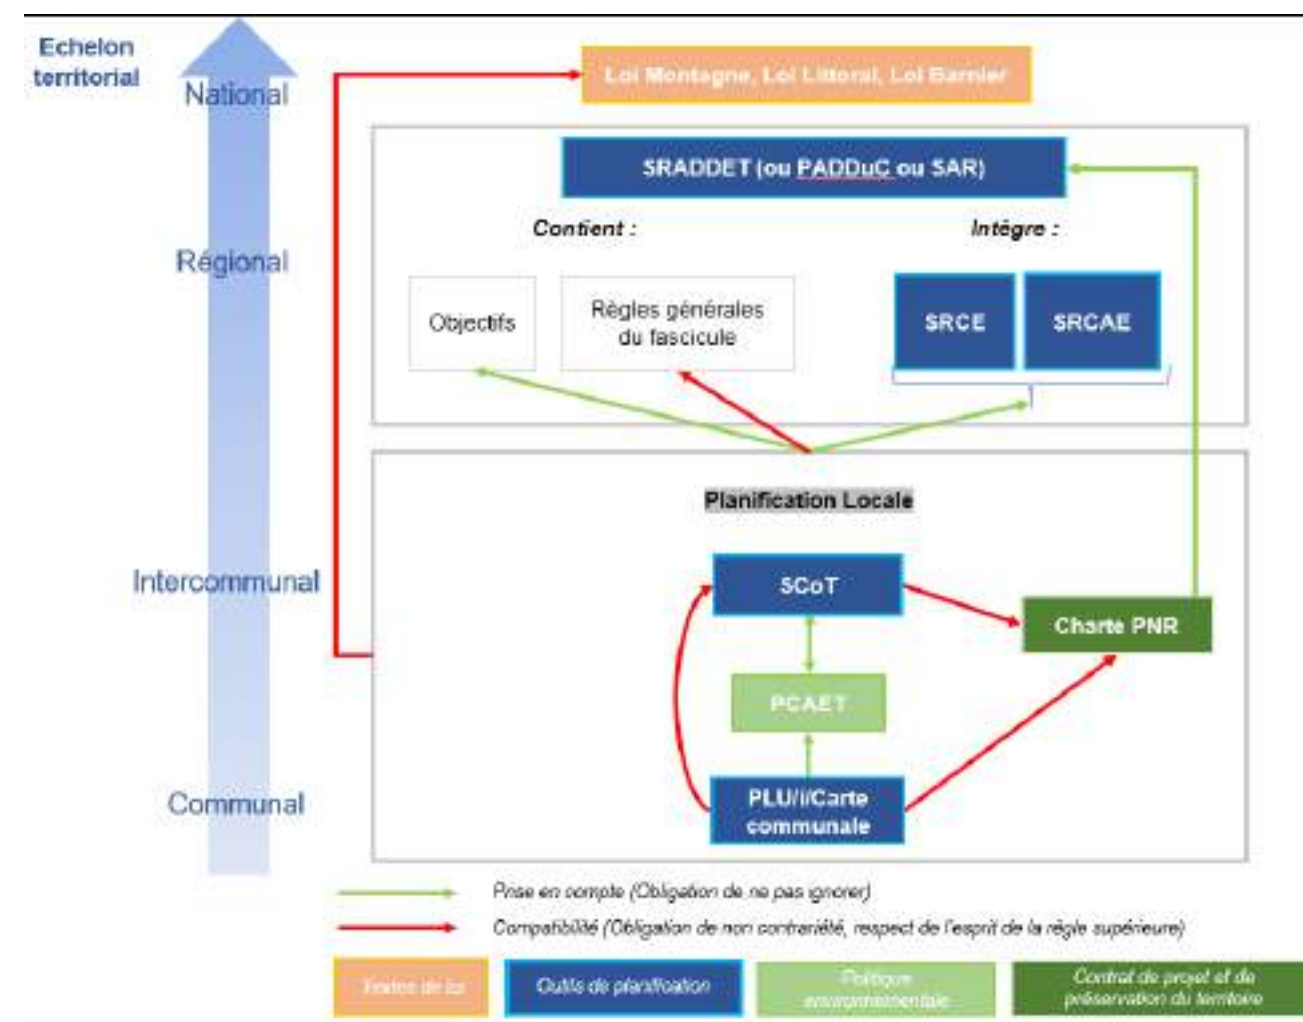 Echelon
territorial
National
Loi Montagne, Loi Littoral, Loi Barnier
SRADDET (ou PADDuC ou SAR)
Contient :
Intègre :
Régional
Objectifs
Règles générales
du fascicule
SRCE
SRCAE
Planification Locale
Intercommunal
SCoT
Charte PNR
PCAET
Communal
PLU/i/Carte
communale
Prise en compte (Obligation de ne pas ignorer)
Compatibilité (Obligation de non contrariété, respect de l'esprit de la règle supérieure)
Textes de loi
Outils de planification
Politique
environnementale
Contrat de projet et de
préservation du territoire